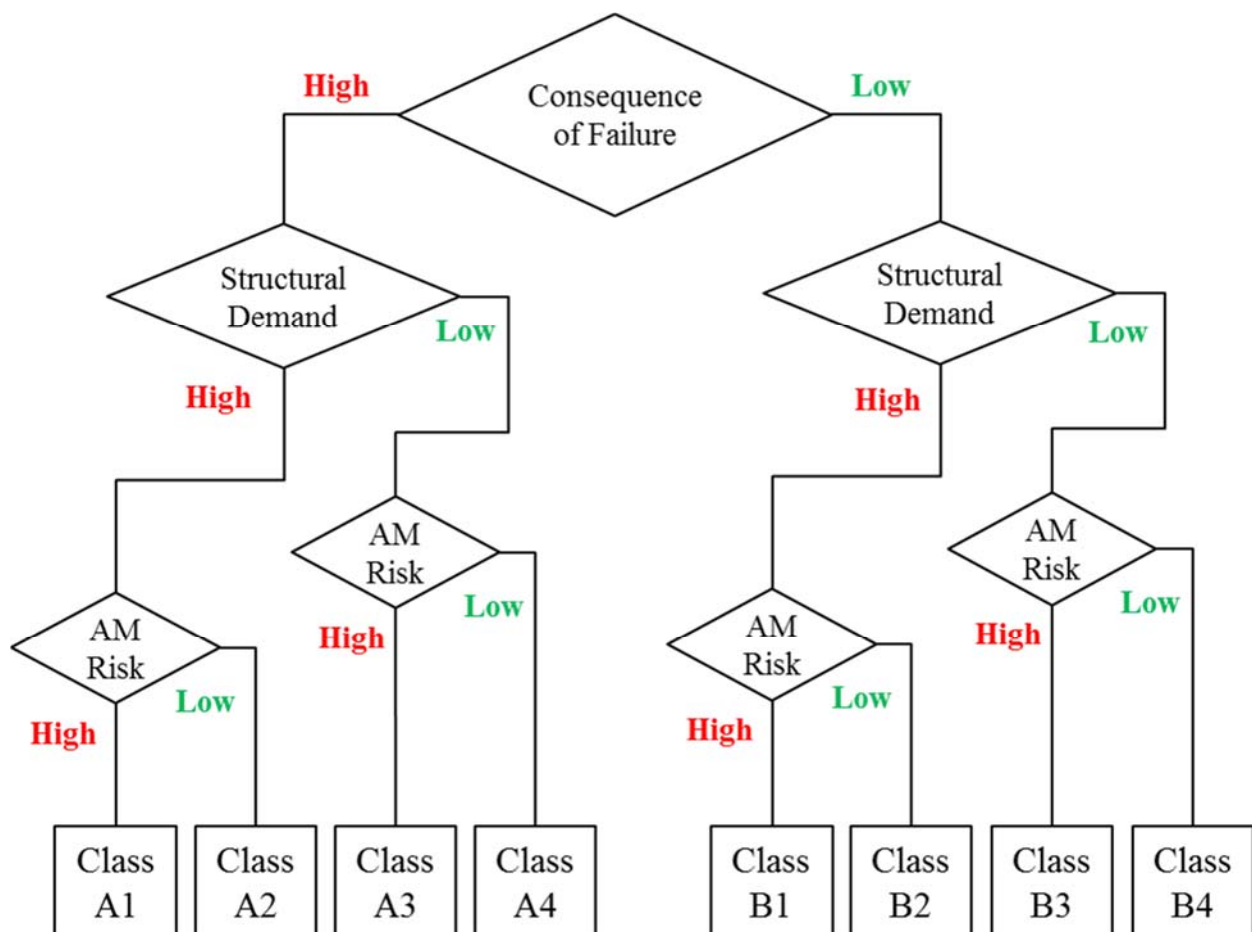 High
Consequence
of Failure
Low
Structural
Demand
Low
High
Structural
Demand
Low
High
AM
Risk
Low
High
AM
Risk
Low
High
AM
Risk
Low
High
AM
Risk
Low
High
Class
A1
Class
A2
Class
A3
Class
A4
Class
B1
Class
B2
Class
B3
Class
B4